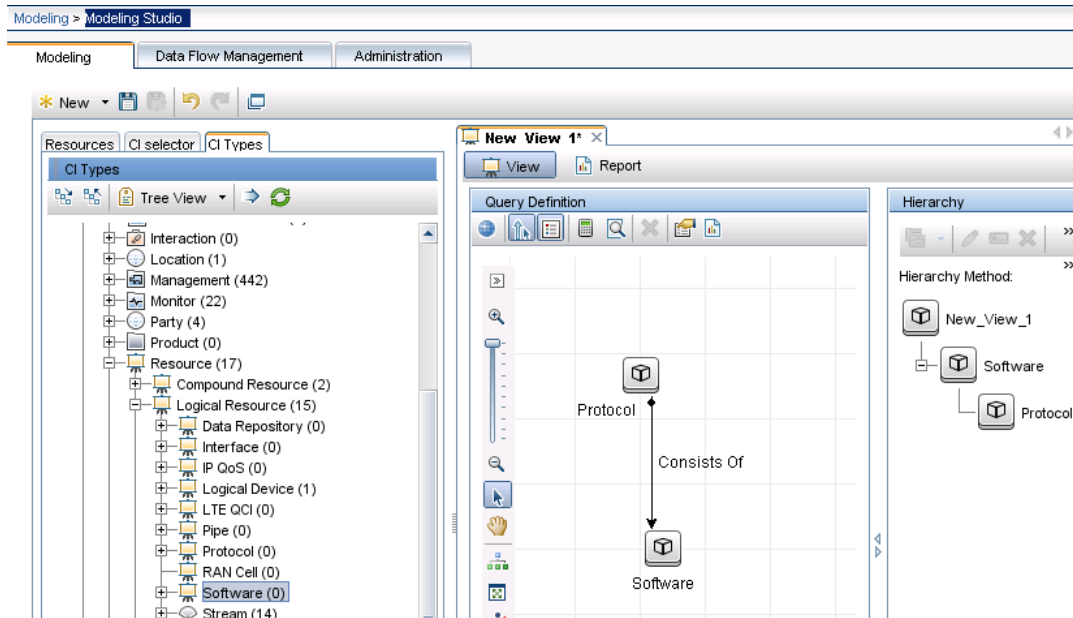 Modeling > Modeling Studio
Modeling
Data Flow Management
Administration
New
Resources
CI selector
CI Types
CI Types
Tree View
Interaction (0)
Location (1)
Management (442)
Monitor (22)
Party (4)
Product (0)
Resource (17)
Compound Resource (2)
Logical Resource (15)
Data Repository (0)
Interface (0)
IP QoS (0)
Logical Device (1)
LTE QCI (0)
Pipe (0)
Protocol (0)
RAN Cell (0)
Software (0)
Stream (14)
New View 1*
View
Report
Query Definition
Protocol
Consists Of
Software
Hierarchy
Hierarchy Method:
New_View_1
Software
Protocol